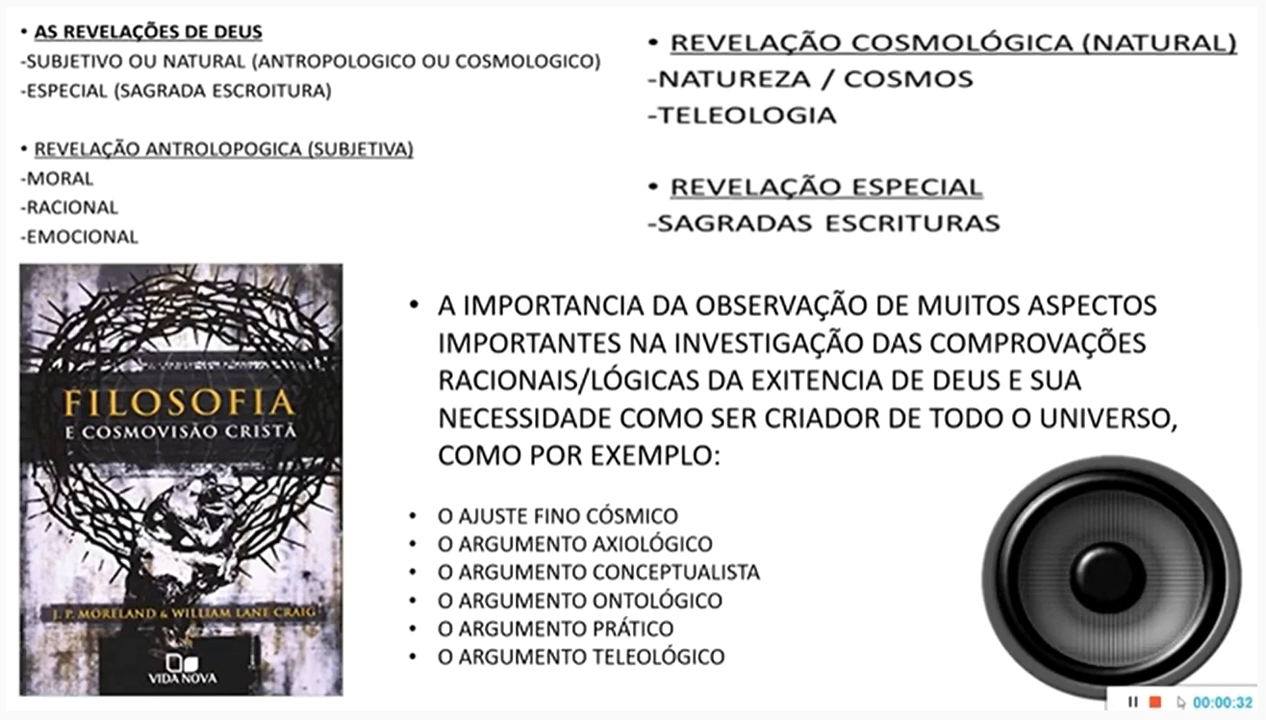 • AS REVELAÇÕES DE DEUS
-SUBJETIVO OU NATURAL (ANTROPOLOGICO OU COSMOLOGICO)
-ESPECIAL (SAGRADA ESCROITURA)
• REVELAÇÃO ANTROLOPOGICA (SUBJETIVA)
-MORAL
-RACIONAL
-EMOCIONAL
• REVELAÇÃO COSMOLÓGICA (NATURAL)
-NATUREZA / COSMOS
-TELEOLOGIA
• REVELAÇÃO ESPECIAL
-SAGRADAS ESCRITURAS
FILOSOFIA
E COSMOVISÃO CRISTÃ
J. P. MORELAND & WILLIAM LANE CRAIG
VIDA NOVA
• A IMPORTANCIA DA OBSERVAÇÃO DE MUITOS ASPECTOS
IMPORTANTES NA INVESTIGAÇÃO DAS COMPROVAÇÕES
RACIONAIS/LÓGICAS DA EXITENCIA DE DEUS E SUA
NECESSIDADE COMO SER CRIADOR DE TODO O UNIVERSO,
COMO POR EXEMPLO:
• O AJUSTE FINO CÓSMICO
• O ARGUMENTO AXIOLÓGICO
• O ARGUMENTO CONCEPTUALISTA
• O ARGUMENTO ONTOLÓGICO
• O ARGUMENTO PRÁTICO
• O ARGUMENTO TELEOLÓGICO
00:00:32